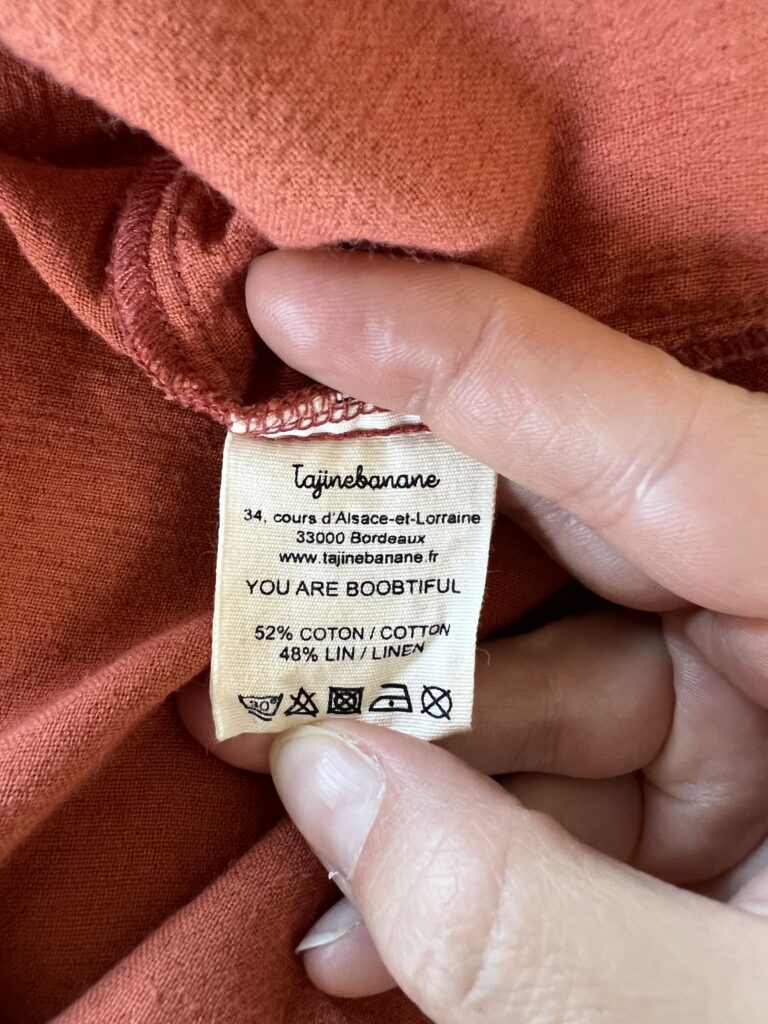 Tajinebanane
34, cours d'Alsace-et-Lorraine
33000 Bordeaux
www.tajinebanane.fr
YOU ARE BOOBTIFUL
52% COTON / COTTON
48% LIN / LINEN
30°